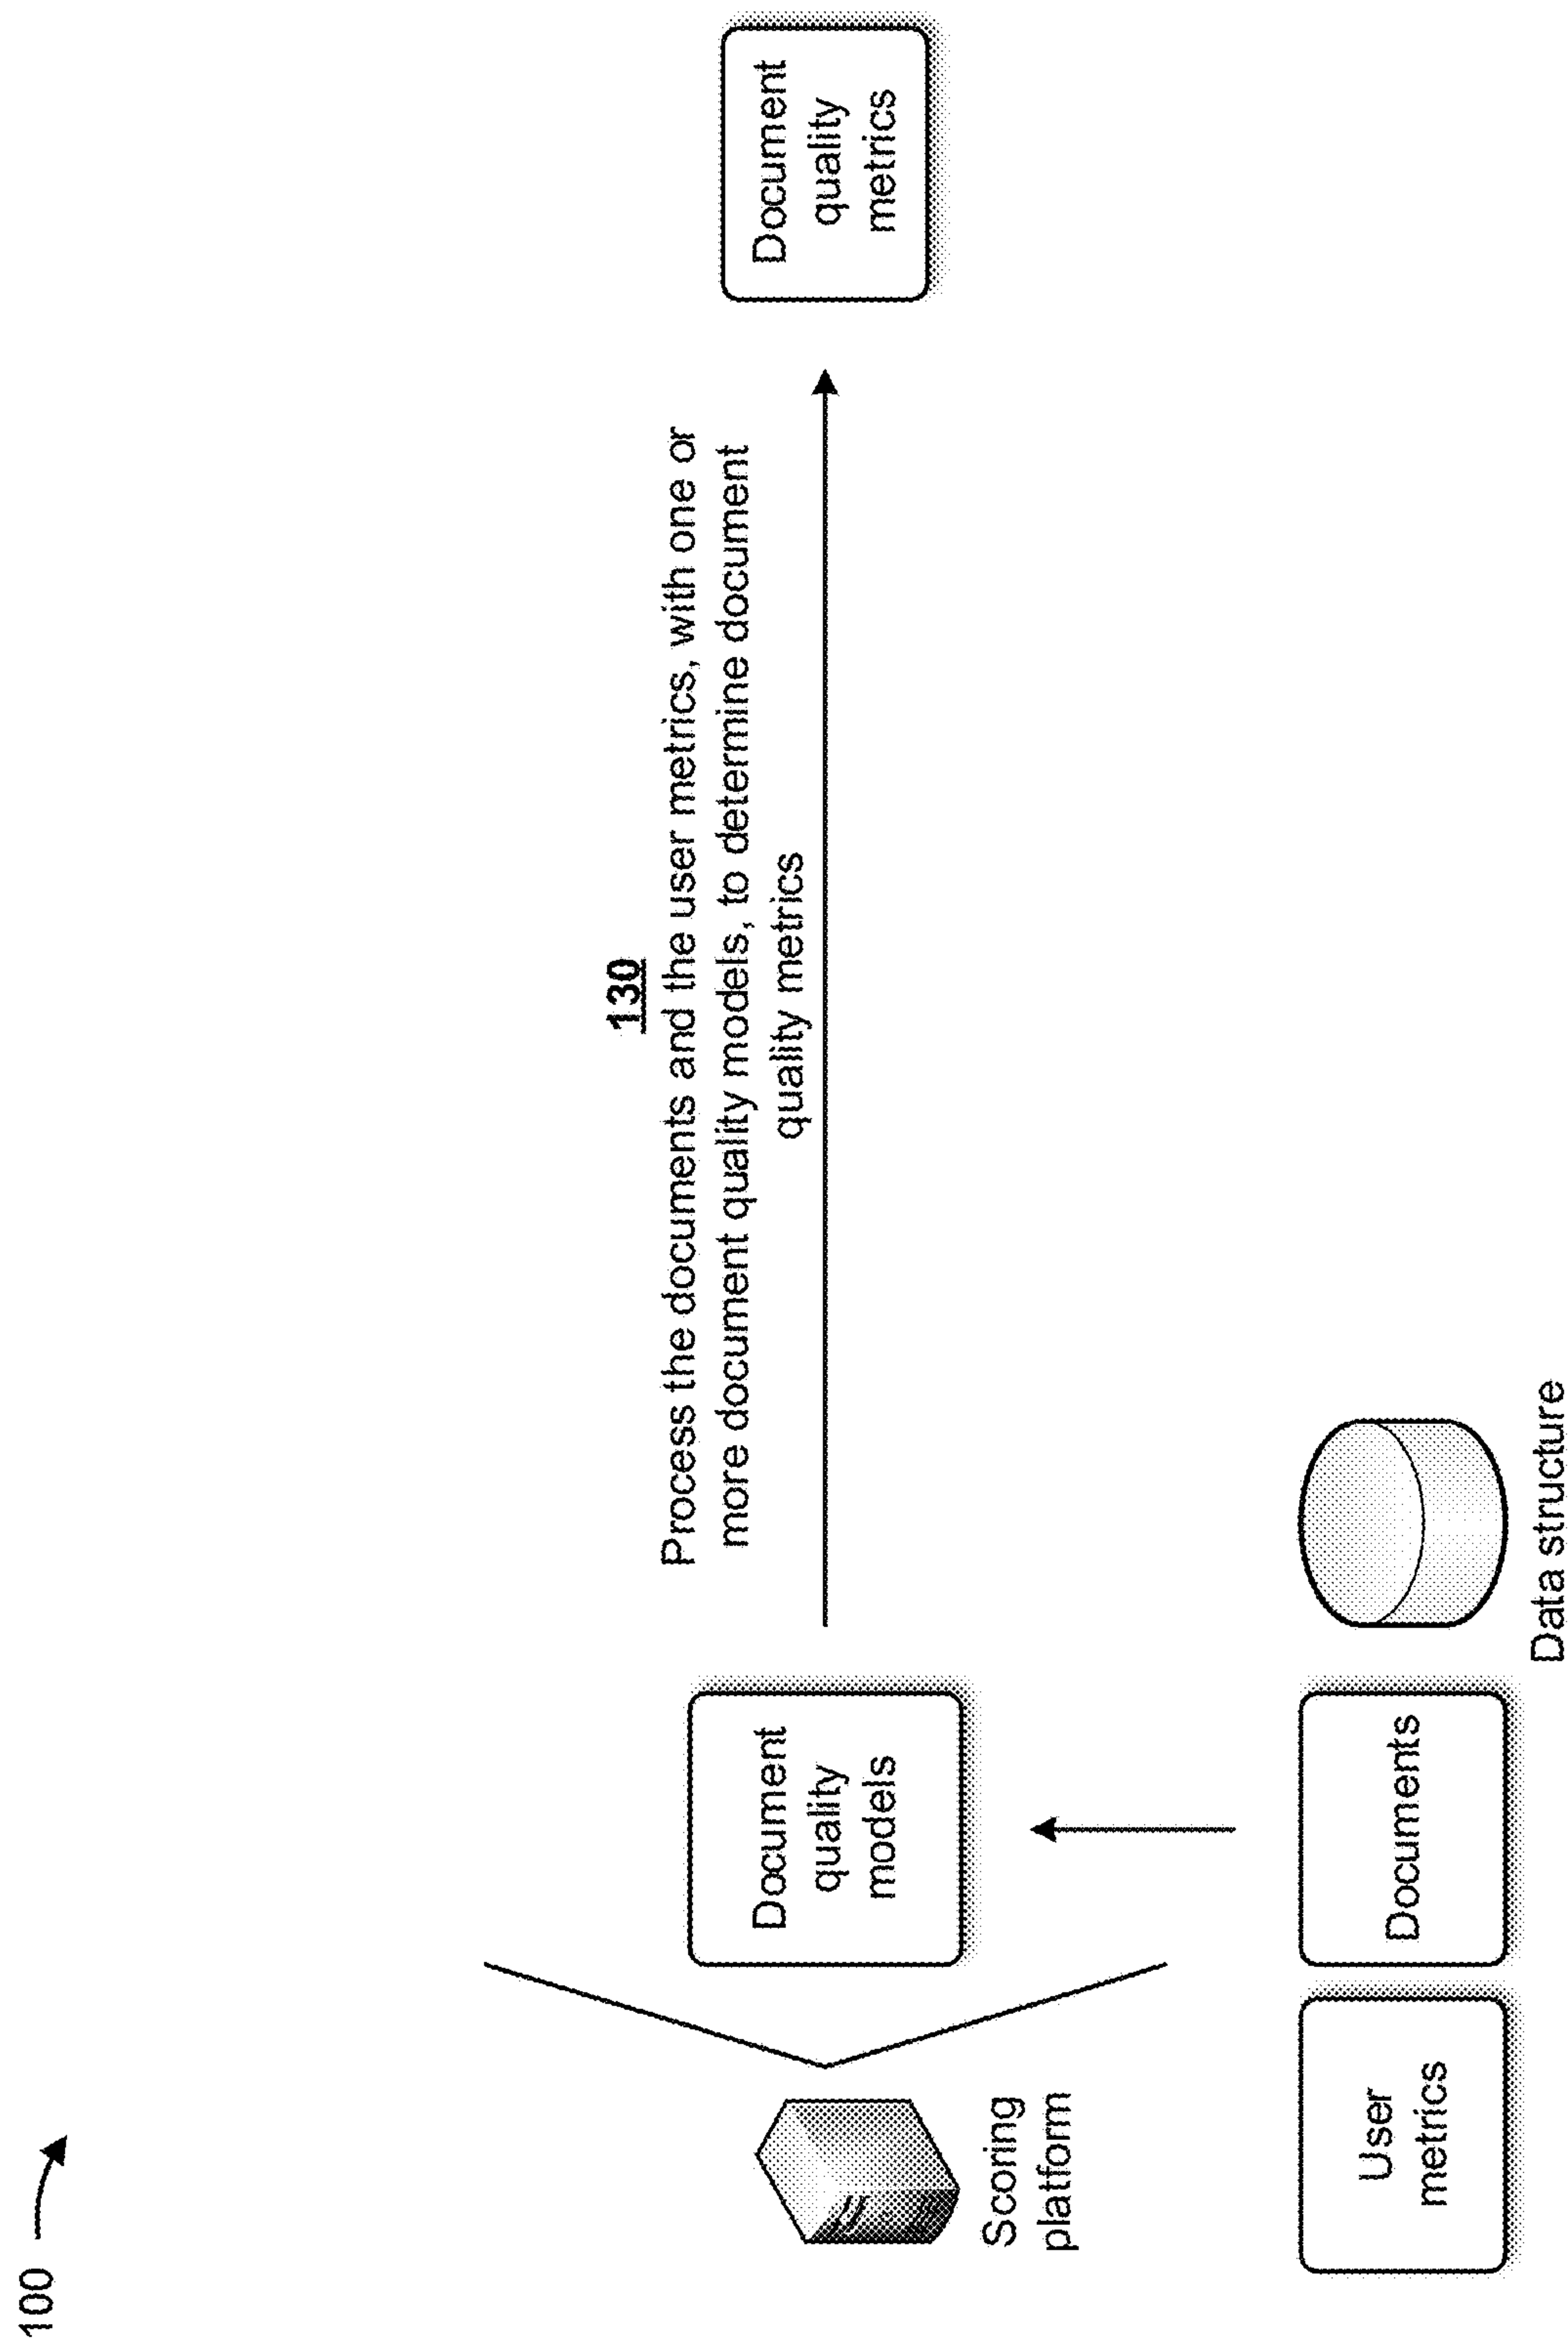 100
130
Process the documents and the user metrics, with one or
more document quality models, to determine document
quality metrics
Document
quality
models
Document
quality
metrics
Scoring
platform
User
metrics
Documents
Data structure